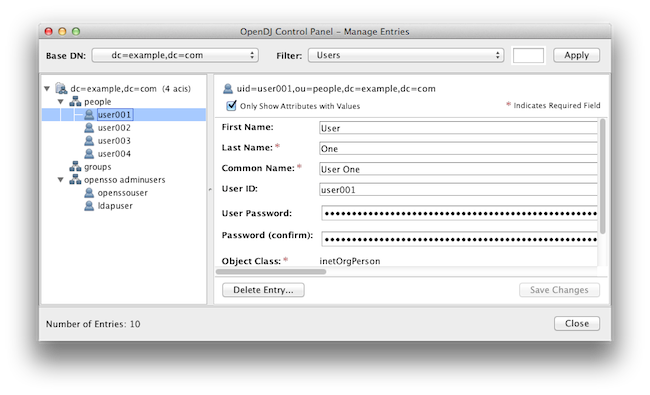 OpenDJ Control Panel – Manage Entries
Base DN: dc=example,dc=com Filter: Users Apply
dc=example,dc=com (4 acis)
people
user001
user002
user003
user004
groups
opensso adminusers
openssouser
ldapuser
uid=user001,ou=people,dc=example,dc=com
Only Show Attributes with Values * Indicates Required Field
First Name: User
Last Name: * One
Common Name: * User One
User ID: user001
User Password: ••••••••••••••••••••••••••••••••••••••••
Password (confirm): ••••••••••••••••••••••••••••••••••••••••
Object Class: * inetOrgPerson
Delete Entry... Save Changes
Number of Entries: 10 Close